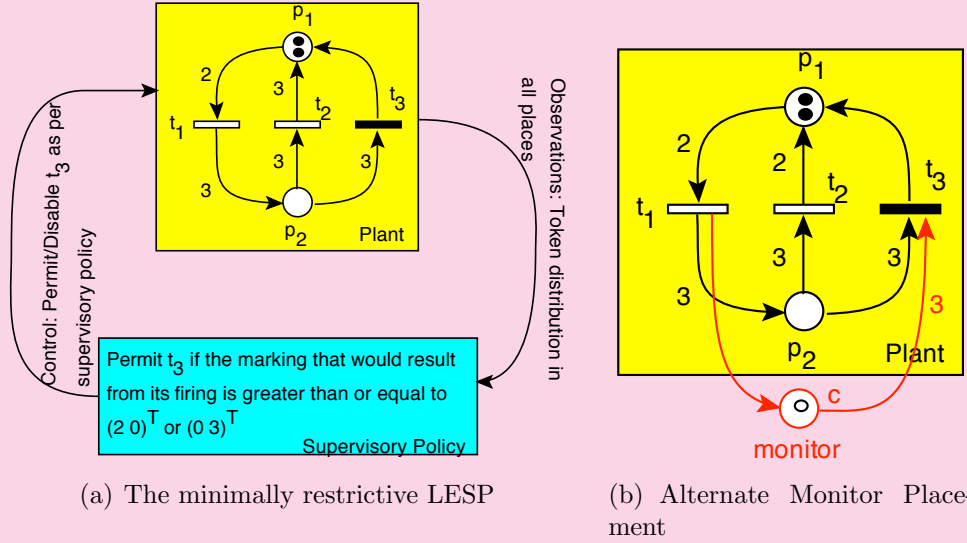 p1
2
3
t1
t2
t3
3
3
3
p2
Plant
Control: Permit/Disable t3 as per
supervisory policy
Observations: Token distribution in
all places
Permit t3 if the marking that would result
from its firing is greater than or equal to
(2 0)^T or (0 3)^T
Supervisory Policy
(a) The minimally restrictive LESP
p1
2
2
t1
t2
t3
3
3
3
p2
3
Plant
c
monitor
(b) Alternate Monitor Place-
ment